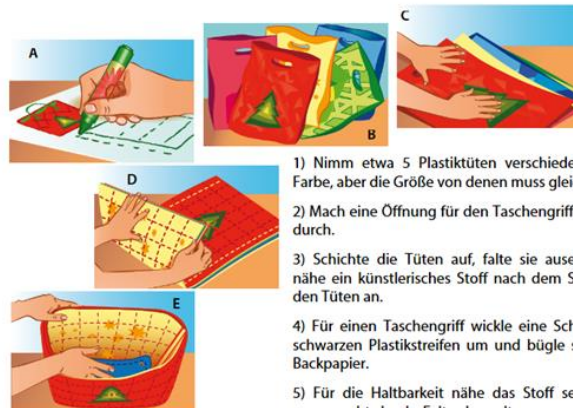 A
B
C
D
E
1) Nimm etwa 5 Plastiktüten verschiede
Farbe, aber die Größe von denen muss glei
2) Mach eine Öffnung für den Taschengriff
durch.
3) Schichte die Tüten auf, falte sie ause
nähe ein künstlerisches Stoff nach dem S
den Tüten an.
4) Für einen Taschengriff wickle eine Sch
schwarzen Plastikstreifen um und bügle s
Backpapier.
5) Für die Haltbarkeit nähe das Stoff se